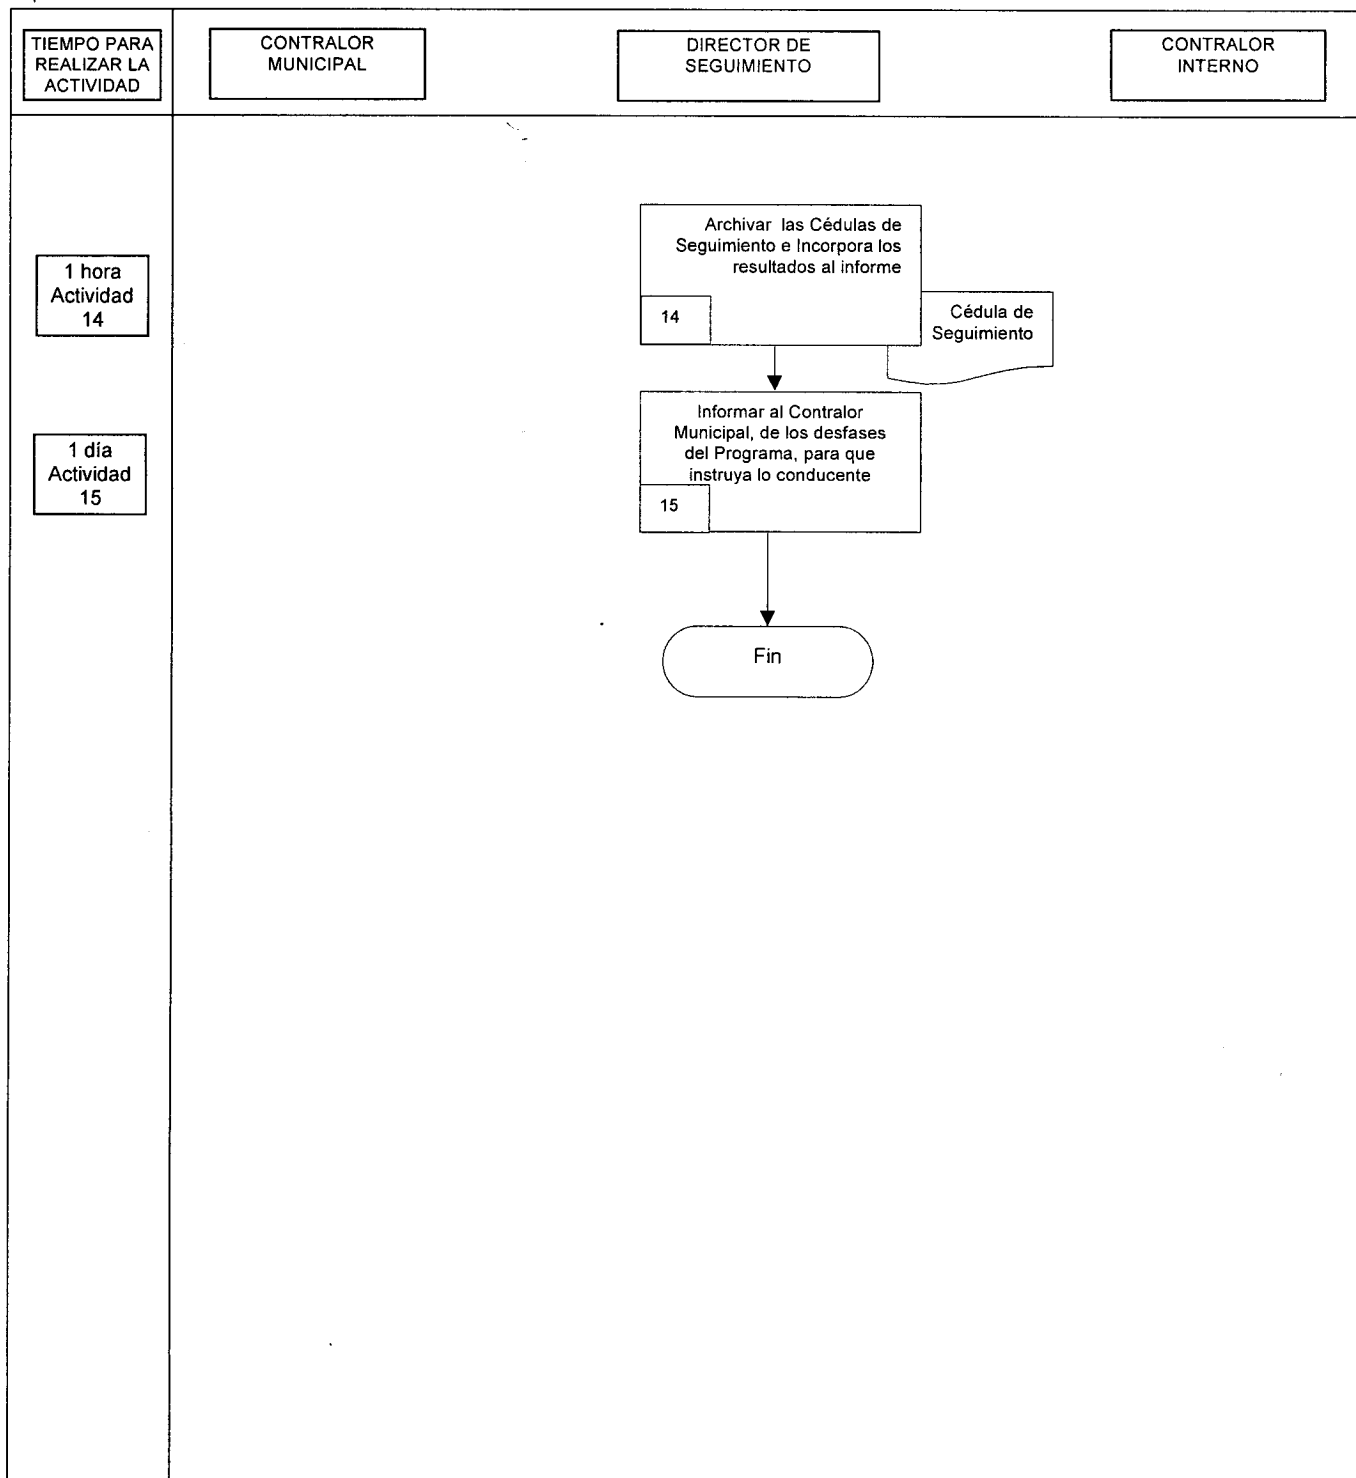 TIEMPO PARA
REALIZAR LA
ACTIVIDAD
CONTRALOR
MUNICIPAL
DIRECTOR DE
SEGUIMIENTO
CONTRALOR
INTERNO
1 hora
Actividad
14
Archivar las Cédulas de
Seguimiento e Incorpora los
resultados al informe
14
Cédula de
Seguimiento
1 día
Actividad
15
Informar al Contralor
Municipal, de los desfases
del Programa, para que
instruya lo conducente
15
Fin